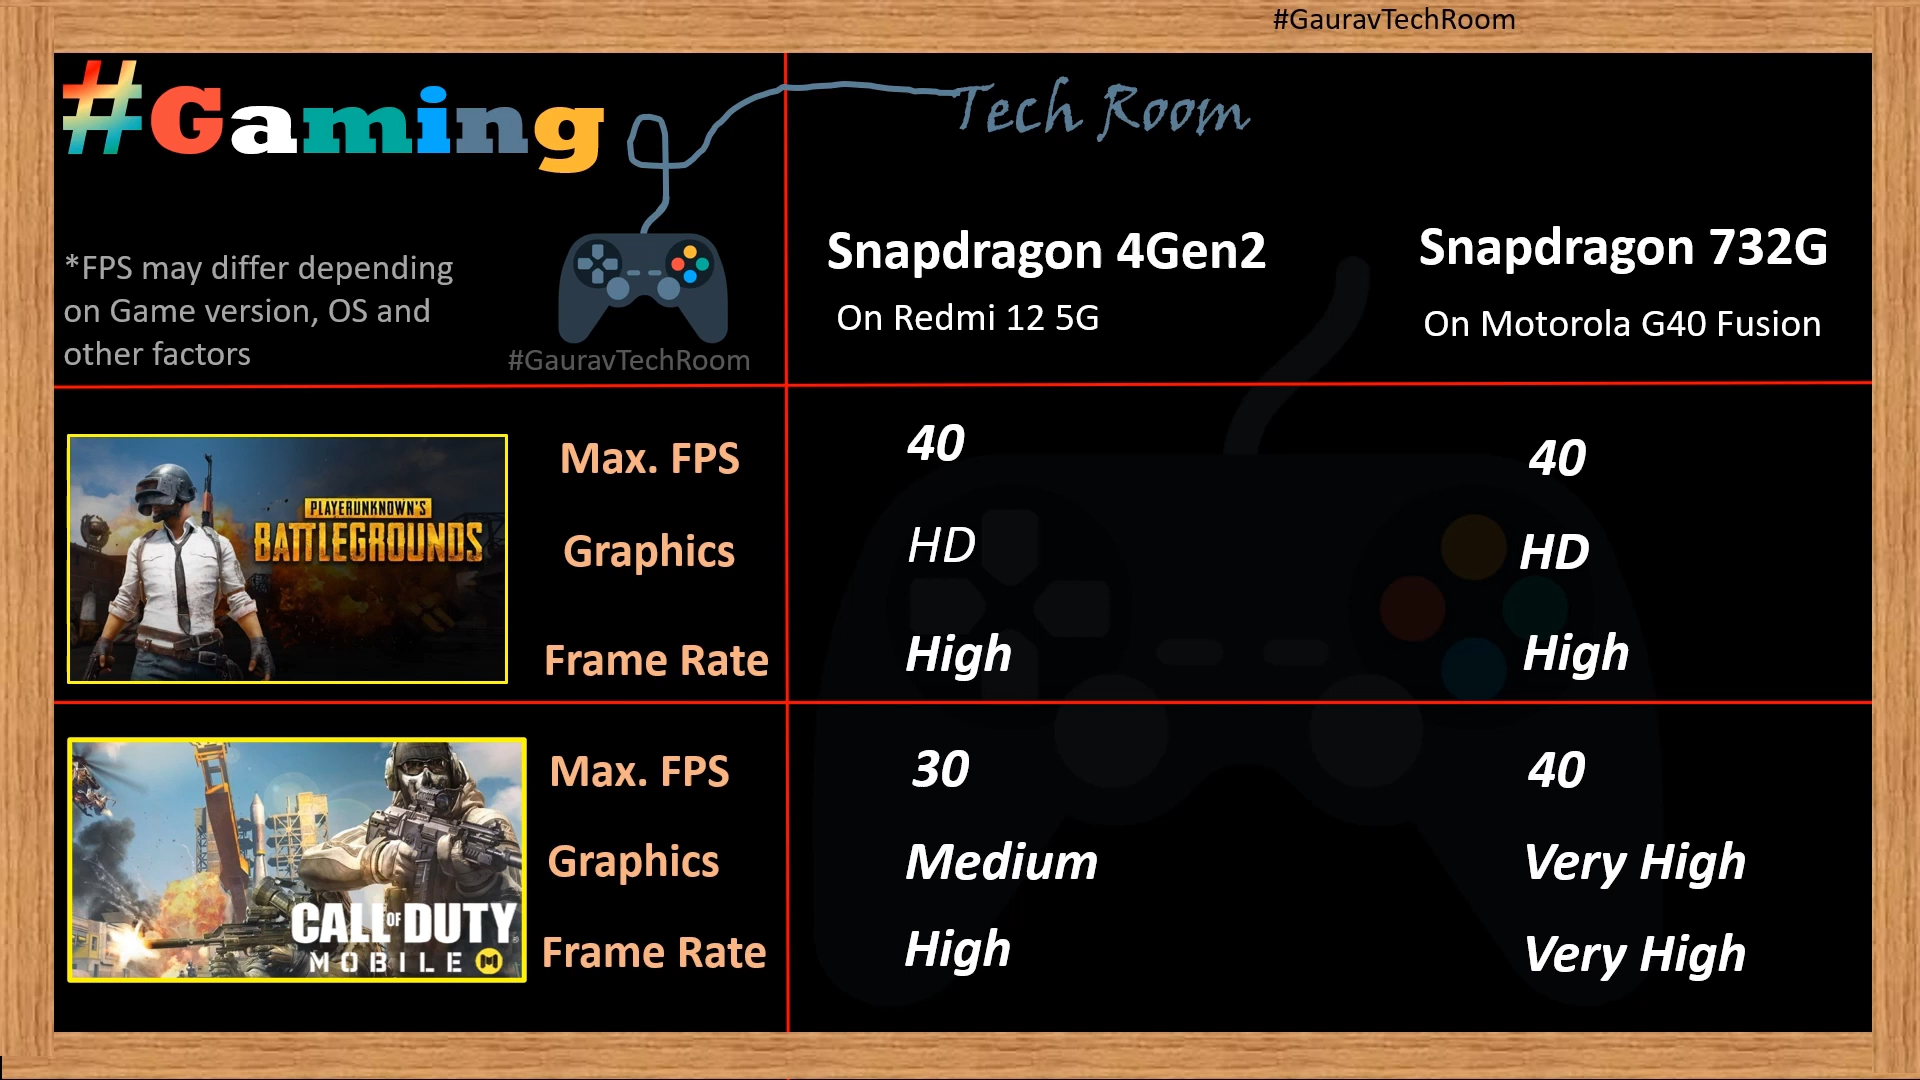 #GauravTechRoom
#Gaming
Tech Room
*FPS may differ depending
on Game version, OS and
other factors
#GauravTechRoom
Snapdragon 4Gen2
On Redmi 12 5G
Snapdragon 732G
On Motorola G40 Fusion
PLAYERUNKNOWN'S
BATTLEGROUNDS
Max. FPS 40 40
Graphics HD HD
Frame Rate High High
CALL OF DUTY
MOBILE
Max. FPS 30 40
Graphics Medium Very High
Frame Rate High Very High